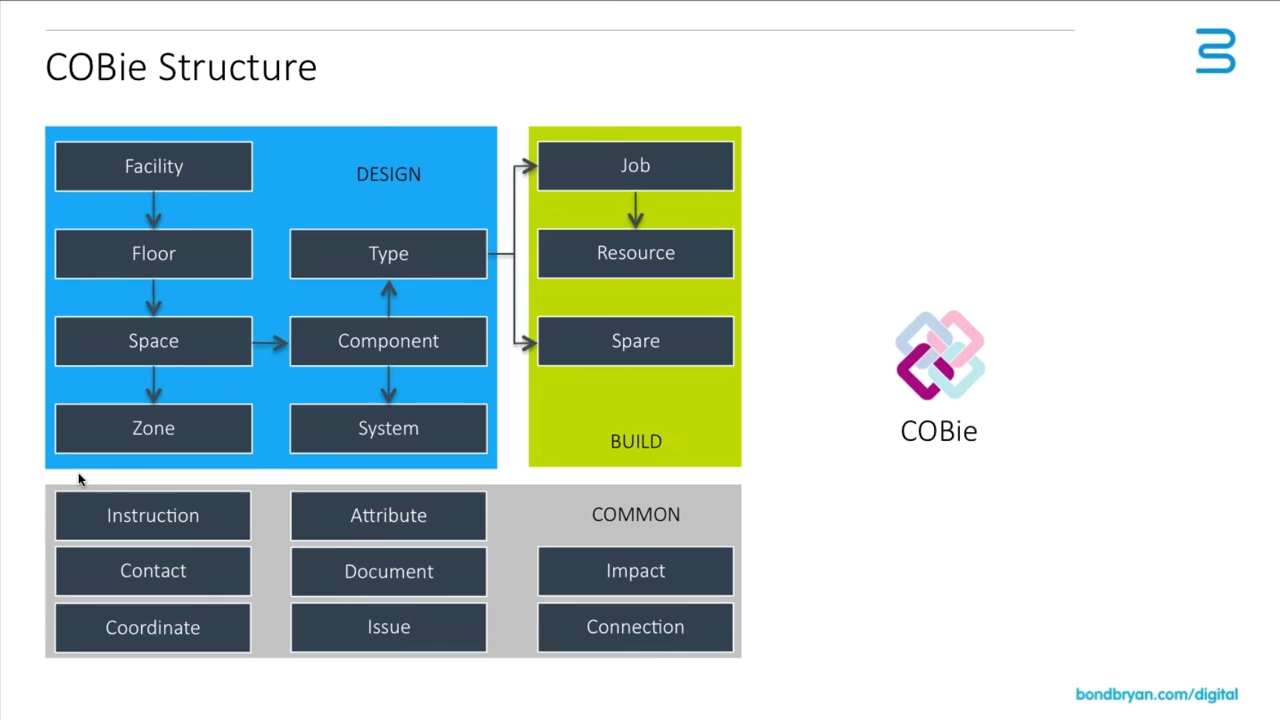 COBie Structure
DESIGN
Facility
Floor
Space
Zone
Type
Component
System
Job
Resource
Spare
BUILD
COBie
COMMON
Instruction
Contact
Coordinate
Attribute
Document
Issue
Impact
Connection
bondbryan.com/digital